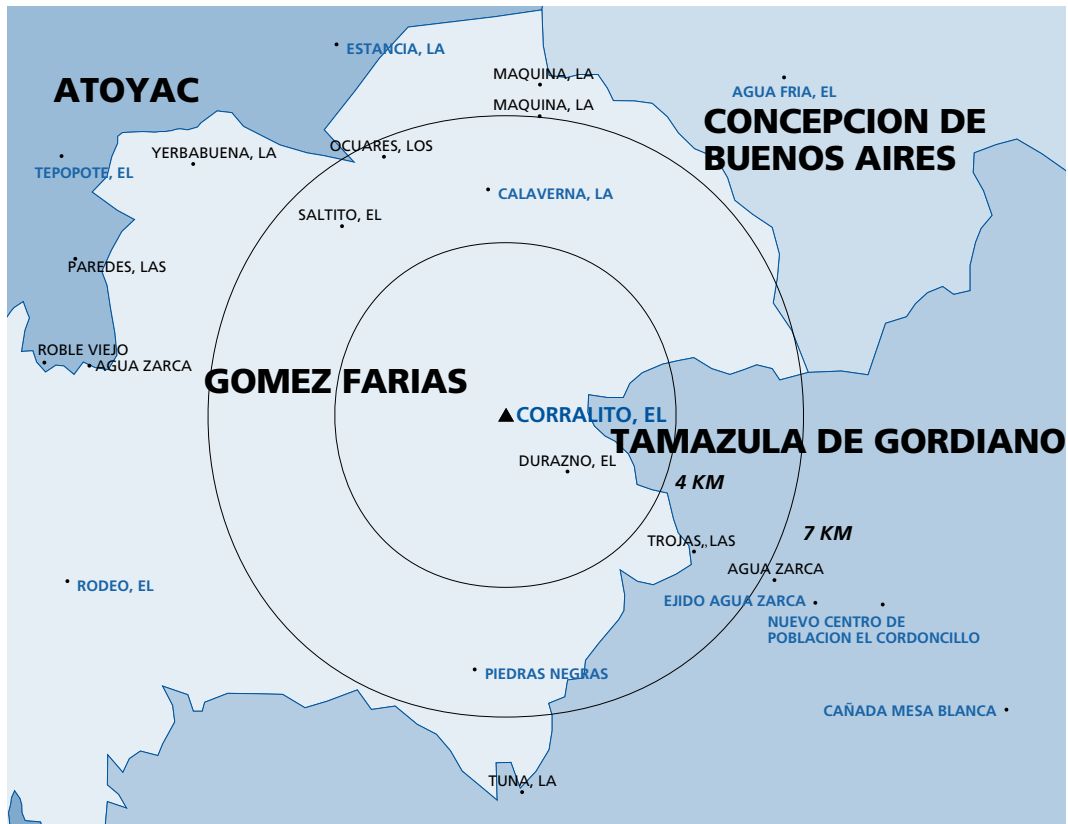 ESTANCIA, LA
MAQUINA, LA
ATOYAC
AGUA FRIA, EL
MAQUINA, LA
CONCEPCION DE
BUENOS AIRES
YERBABUENA, LA
OCUARES, LOS
TEPOPOTE, EL
CALAVERNA, LA
SALTITO, EL
PAREDES, LAS
ROBLE VIEJO
AGUA ZARCA
GOMEZ FARIAS
CORRALITO, EL
TAMAZULA DE GORDIANO
DURAZNO, EL
4 KM
7 KM
TROJAS, LAS
AGUA ZARCA
RODEO, EL
EJIDO AGUA ZARCA
NUEVO CENTRO DE
POBLACION EL CORDONCILLO
PIEDRAS NEGRAS
CAÑADA MESA BLANCA
TUNA, LA